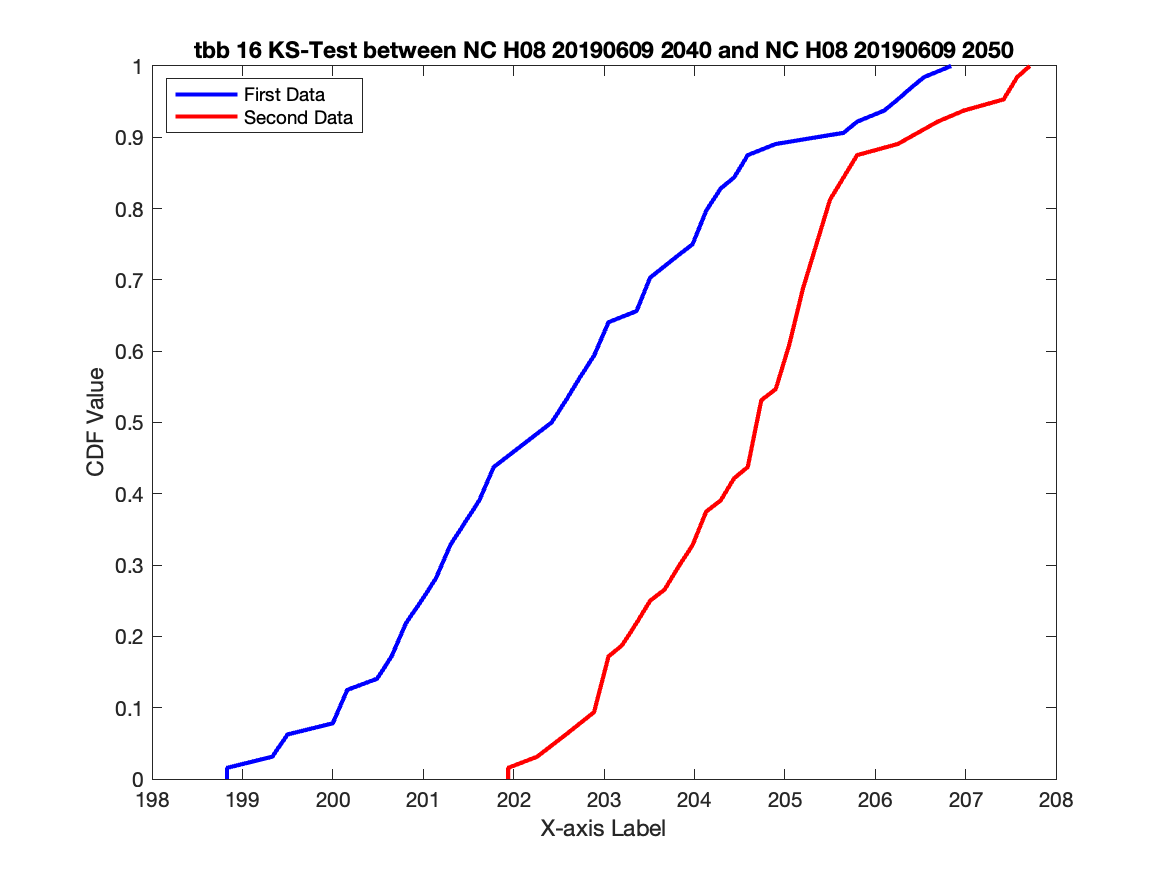 tbb 16 KS-Test between NC H08 20190609 2040 and NC H08 20190609 2050
First Data
Second Data
1
0.9
0.8
0.7
0.6
0.5
0.4
0.3
0.2
0.1
0
CDF Value
198 199 200 201 202 203 204 205 206 207 208
X-axis Label